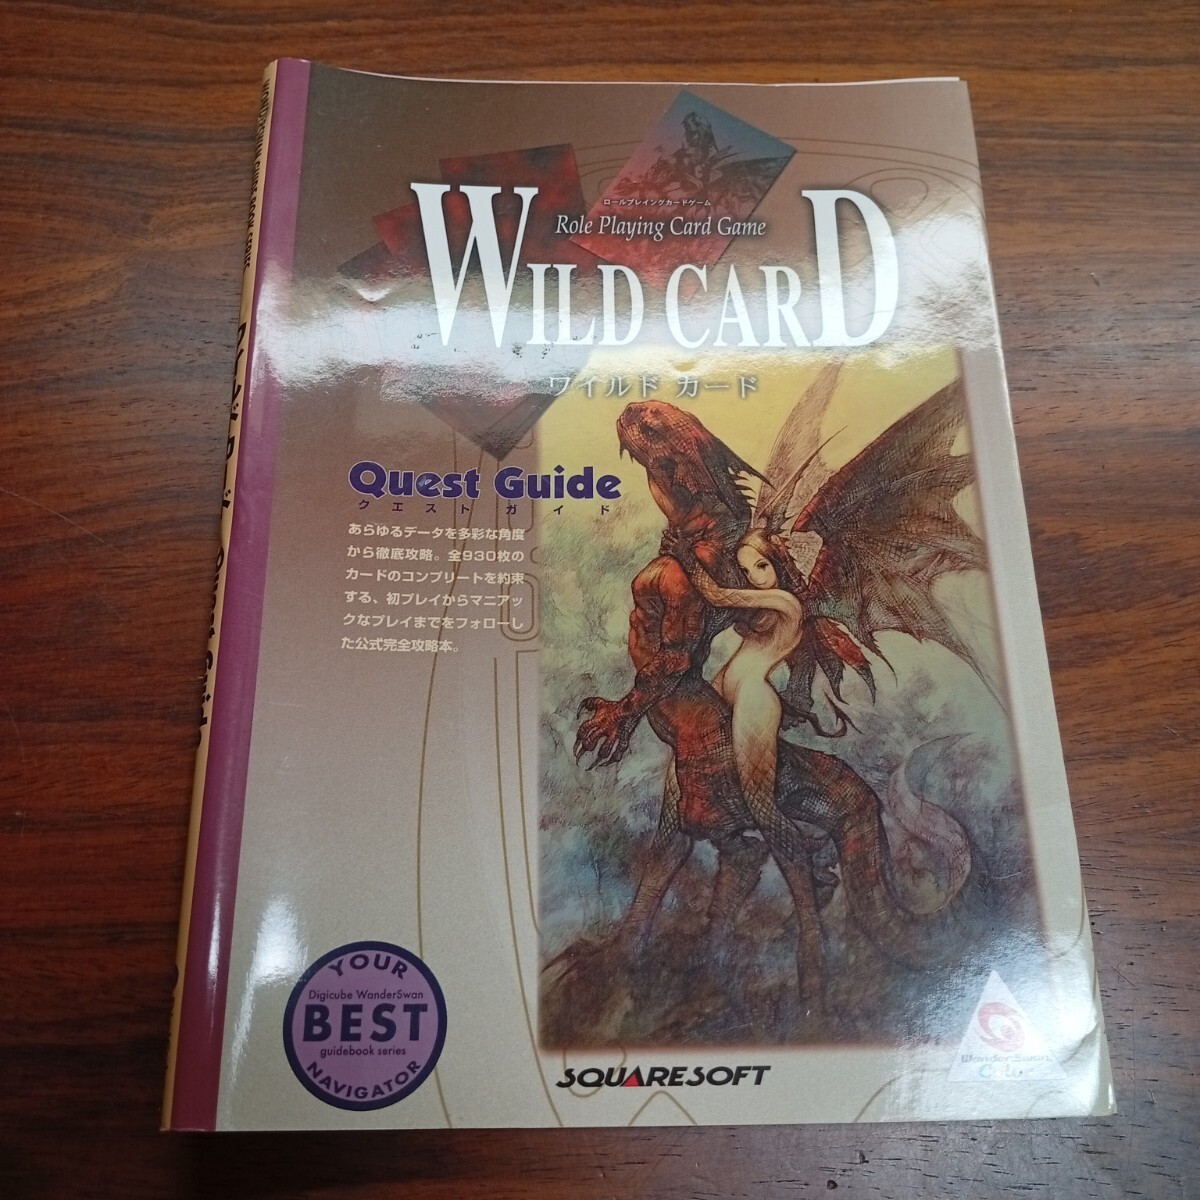 ロールプレイングカードゲーム
Role Playing Card Game
WILD CARD
ワイルド カード
Quest Guide
クエストガイド
あらゆるデータを多彩な角度
から徹底攻略。全930枚の
カードのコンプリートを約束
する、初プレイからマニアッ
クなプレイまでをフォローし
た公式完全攻略本。
YOUR
Digicube WanderSwan
BEST
guidebook series
NAVIGATOR
SQUARESOFT
WonderSwan
Color